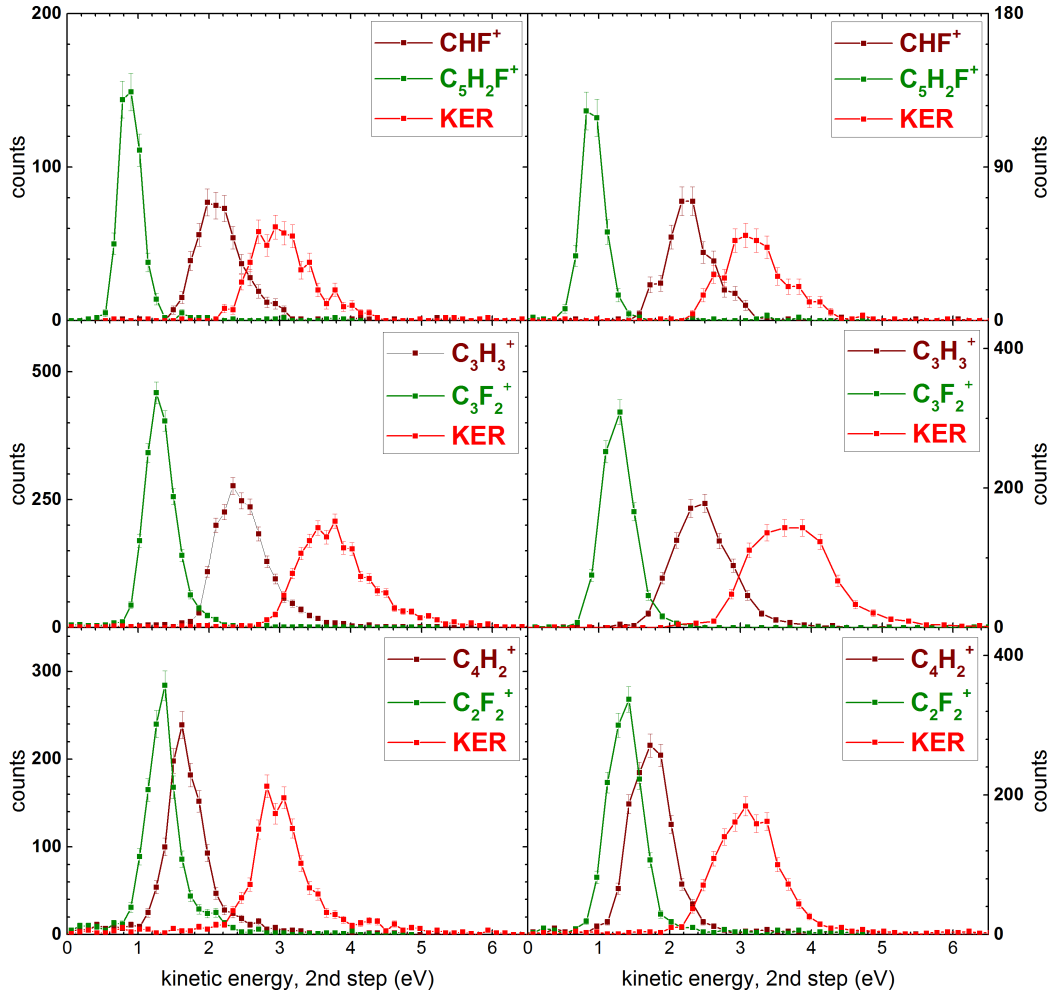 200
100
0
counts
CHF⁺
C₅H₂F⁺
KER
CHF⁺
C₅H₂F⁺
KER
180
90
0
counts
500
250
0
counts
C₃H₃⁺
C₃F₂⁺
KER
C₃H₃⁺
C₃F₂⁺
KER
400
200
0
counts
300
200
100
0
counts
C₄H₂⁺
C₂F₂⁺
KER
C₄H₂⁺
C₂F₂⁺
KER
400
200
0
counts
0 1 2 3 4 5 6 0 1 2 3 4 5 6
kinetic energy, 2nd step (eV) kinetic energy, 2nd step (eV)